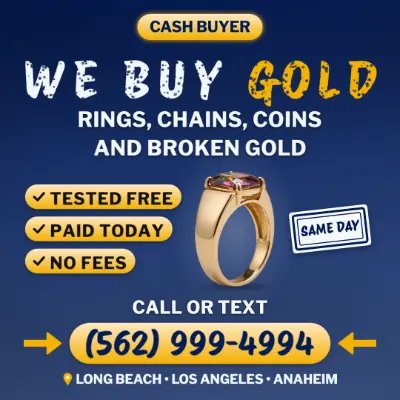 CASH BUYER
WE BUY GOLD
RINGS, CHAINS, COINS
AND BROKEN GOLD
TESTED FREE
PAID TODAY
NO FEES
SAME DAY
CALL OR TEXT
(562) 999-4994
LONG BEACH • LOS ANGELES • ANAHEIM